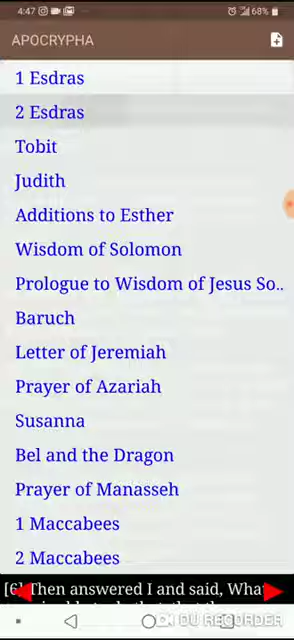 4:47 68%
APOCRYPHA
1 Esdras
2 Esdras
Tobit
Judith
Additions to Esther
Wisdom of Solomon
Prologue to Wisdom of Jesus So..
Baruch
Letter of Jeremiah
Prayer of Azariah
Susanna
Bel and the Dragon
Prayer of Manasseh
1 Maccabees
2 Maccabees
[6] Then answered I and said, What
DU RECORDER